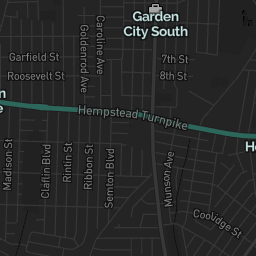 Garden
City South
Garfield St
Goldenrod Ave
Caroline Ave
7th St
Roosevelt St
8th St
n
e
Hempstead Turnpike
He
Madison St
Claflin Blvd
Rintin St
Ribbon St
Semton Blvd
Munson Ave
Coolidge St